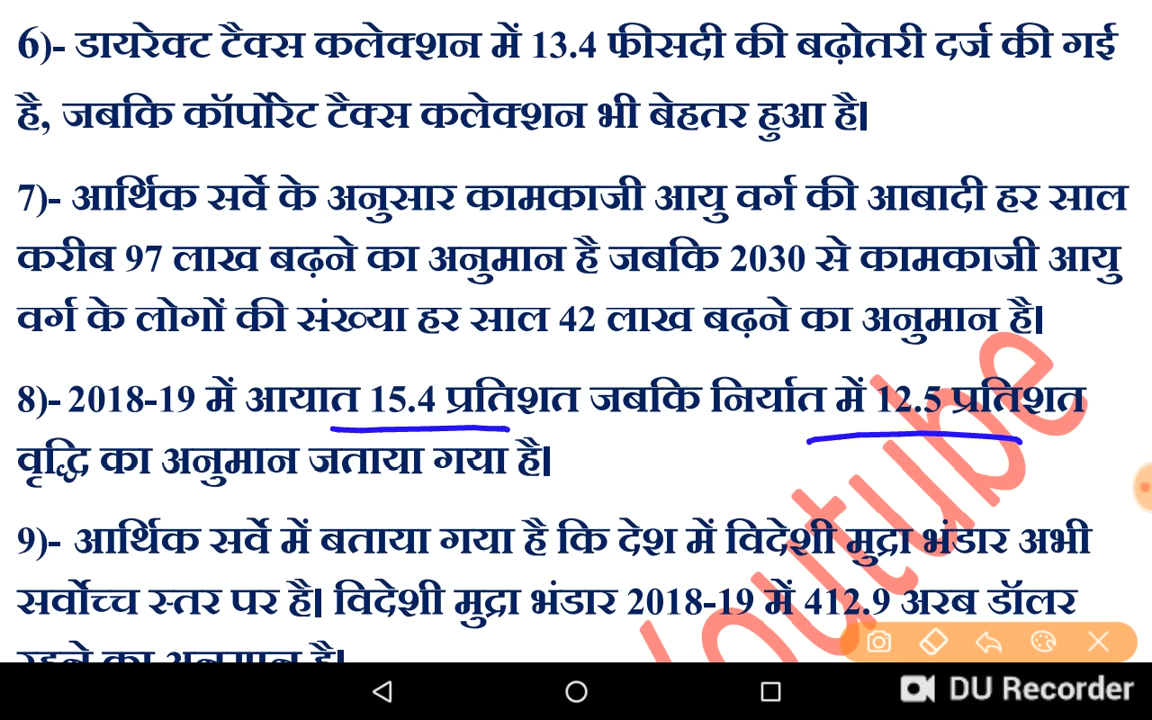 6)- डायरेक्ट टैक्स कलेक्शन में 13.4 फीसदी की बढ़ोतरी दर्ज की गई
है, जबकि कॉर्पोरेट टैक्स कलेक्शन भी बेहतर हुआ है।
7)- आर्थिक सर्वे के अनुसार कामकाजी आयु वर्ग की आबादी हर साल
करीब 97 लाख बढ़ने का अनुमान है जबकि 2030 से कामकाजी आयु
वर्ग के लोगों की संख्या हर साल 42 लाख बढ़ने का अनुमान है।
8)- 2018-19 में आयात 15.4 प्रतिशत जबकि निर्यात में 12.5 प्रतिशत
वृद्धि का अनुमान जताया गया है।
9)- आर्थिक सर्वे में बताया गया है कि देश में विदेशी मुद्रा भंडार अभी
सर्वोच्च स्तर पर है। विदेशी मुद्रा भंडार 2018-19 में 412.9 अरब डॉलर
रहने का अनुमान है।
Youtube
DU Recorder